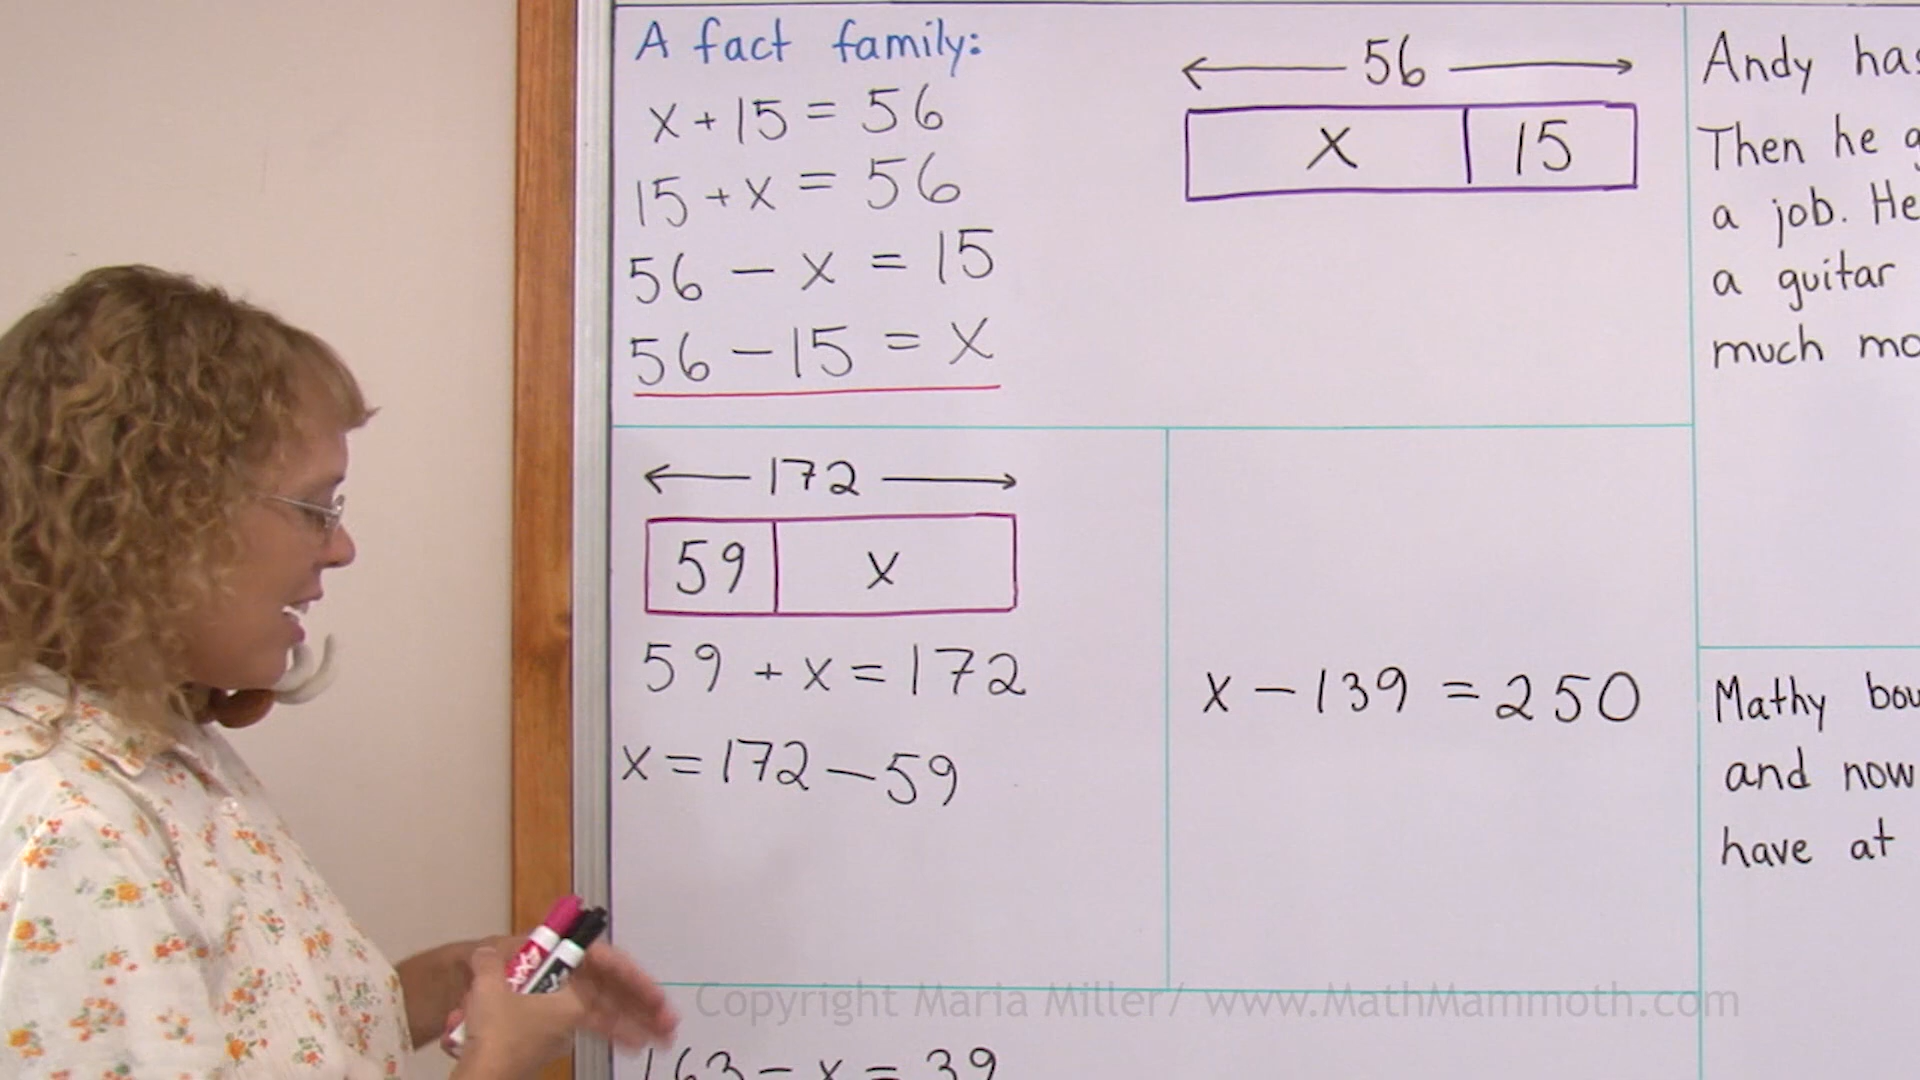 A fact family:
x + 15 = 56
15 + x = 56
56 - x = 15
56 - 15 = x
56
x 15
172
59 x
59 + x = 172
x = 172 - 59
x - 139 = 250
163 - x = 39
Andy has
Then he
a job. He
a guitar
much
Mathy
and now
have at
Copyright Maria Miller/ www.MathMammoth.com